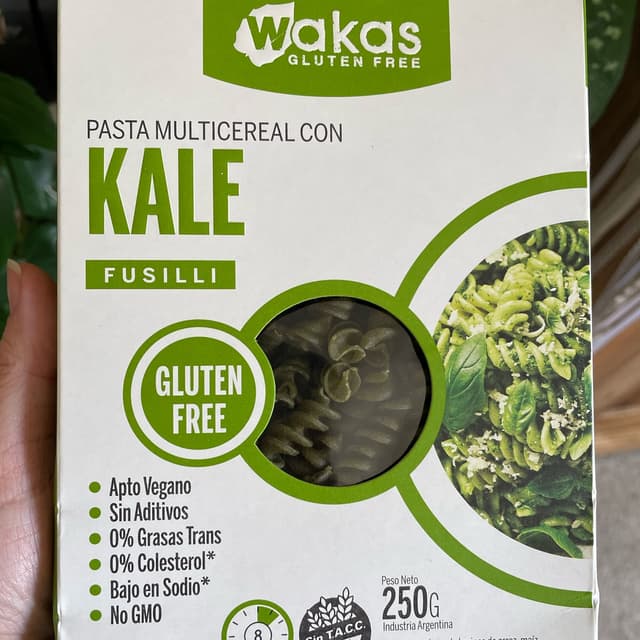 Wakas
GLUTEN FREE
PASTA MULTICEREAL CON
KALE
FUSILLI
GLUTEN
FREE
Apto Vegano
Sin Aditivos
0% Grasas Trans
0% Colesterol*
Bajo en Sodio*
No GMO
8
Sin T.A.C.C.
Peso Neto
250G
Industria Argentina